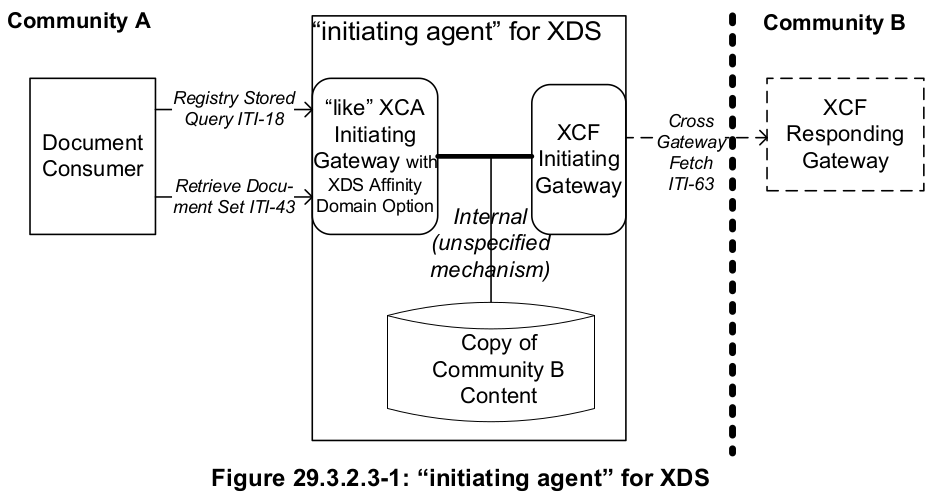 Community A
“initiating agent” for XDS
Community B
Document
Consumer
Registry Stored
Query ITI-18
Retrieve Docu-
ment Set ITI-43
“like” XCA
Initiating
Gateway with
XDS Affinity
Domain Option
XCF
Initiating
Gateway
Cross
Gateway
Fetch
ITI-63
XCF
Responding
Gateway
Internal
(unspecified
mechanism)
Copy of
Community B
Content
Figure 29.3.2.3-1: “initiating agent” for XDS